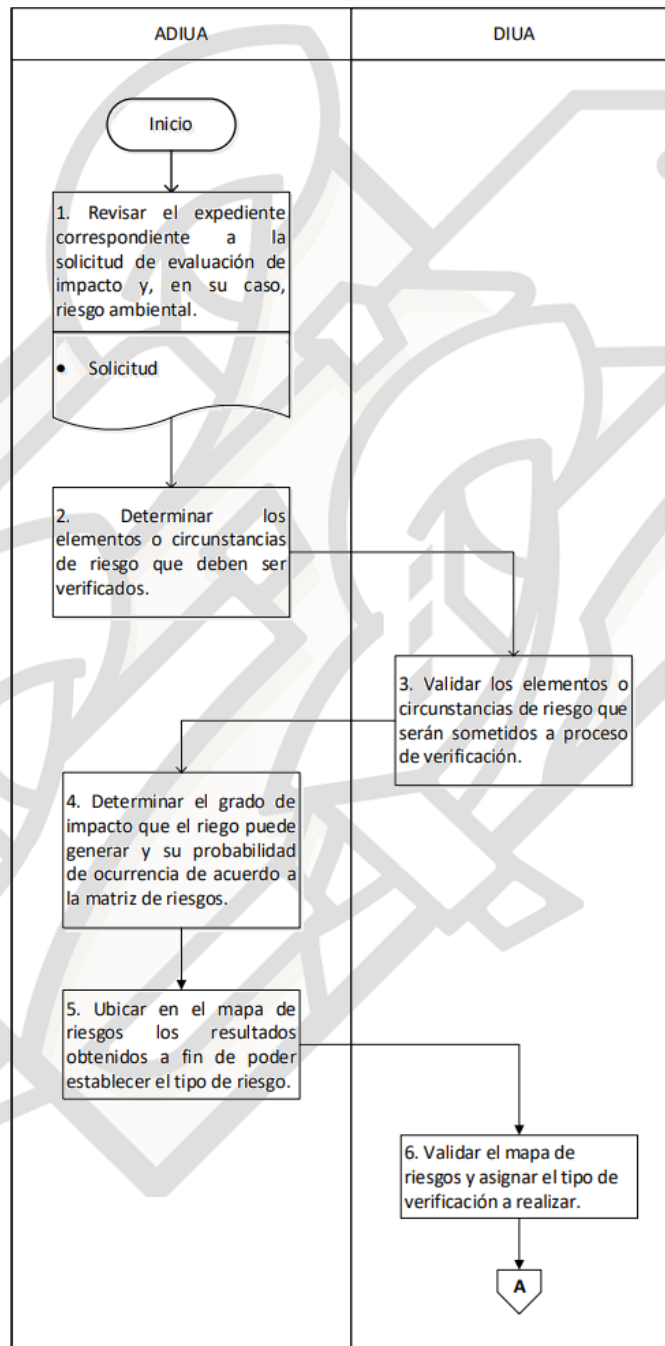 ADIUA
DIUA
Inicio
1. Revisar el expediente
correspondiente a la
solicitud de evaluación de
impacto y, en su caso,
riesgo ambiental.
• Solicitud
2. Determinar los
elementos o circunstancias
de riesgo que deben ser
verificados.
3. Validar los elementos o
circunstancias de riesgo que
serán sometidos a proceso
de verificación.
4. Determinar el grado de
impacto que el riego puede
generar y su probabilidad
de ocurrencia de acuerdo a
la matriz de riesgos.
5. Ubicar en el mapa de
riesgos los resultados
obtenidos a fin de poder
establecer el tipo de riesgo.
6. Validar el mapa de
riesgos y asignar el tipo de
verificación a realizar.
A